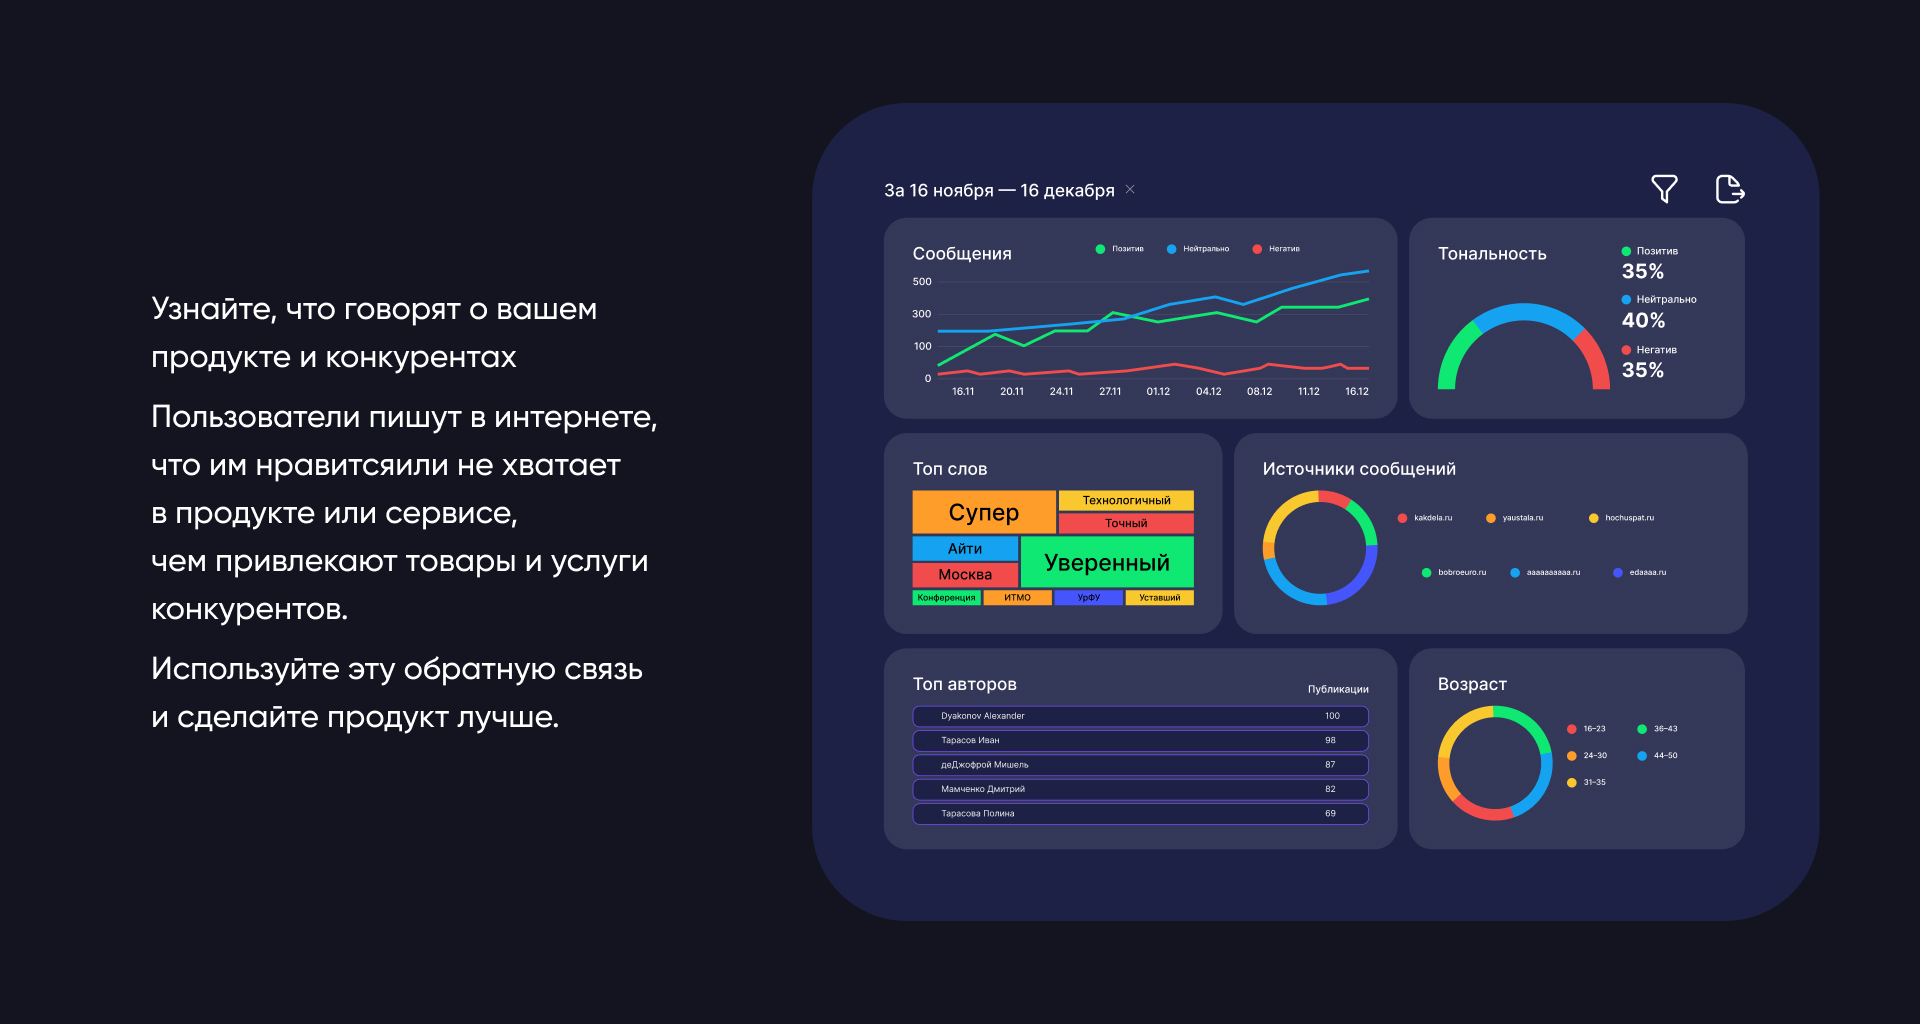 Узнайте, что говорят о вашем
продукте и конкурентах
Пользователи пишут в интернете,
что им нравитсяили не хватает
в продукте или сервисе,
чем привлекают товары и услуги
конкурентов.
Используйте эту обратную связь
и сделайте продукт лучше.
За 16 ноября — 16 декабря
Сообщения
Позитив Нейтрально Негатив
500
300
100
0
16.11 20.11 24.11 27.11 01.12 04.12 08.12 11.12 16.12
Тональность
Позитив
35%
Нейтрально
40%
Негатив
35%
Топ слов
Супер
Технологичный
Точный
Айти
Москва
Уверенный
Конференция ИТМО УрФУ Уставший
Источники сообщений
kakdela.ru yaustala.ru hochuspat.ru
bobroeuro.ru aaaaaaaaaa.ru edaaaa.ru
Топ авторов Публикации
Dyakonov Alexander 100
Тарасов Иван 98
деДжофрой Мишель 87
Мамченко Дмитрий 82
Тарасова Полина 69
Возраст
16–23 36–43
24–30 44–50
31–35